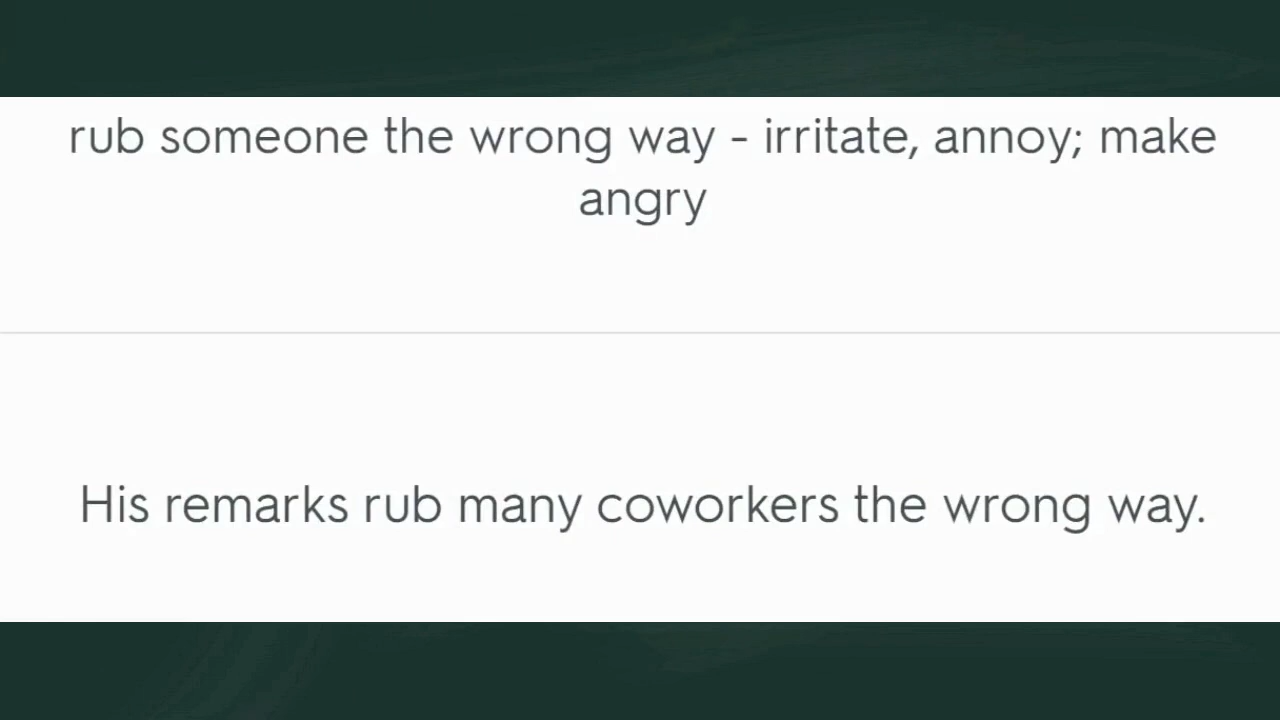 rub someone the wrong way - irritate, annoy; make
angry
His remarks rub many coworkers the wrong way.